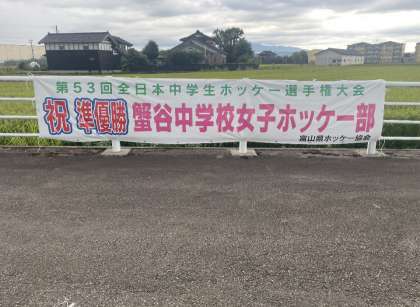 第53回全日本中学生ホッケー選手権大会
祝 準優勝 蟹谷中学校女子ホッケー部
富山県ホッケー協会